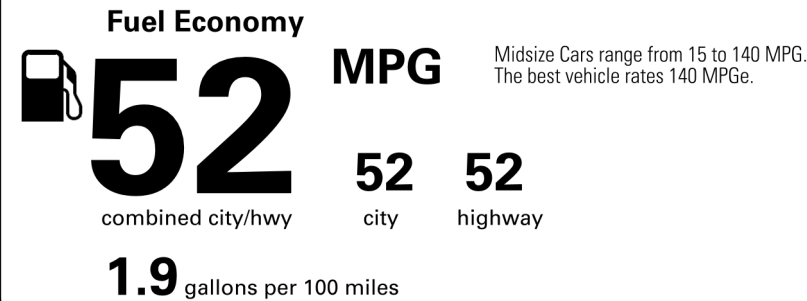 Fuel Economy
52 MPG
Midsize Cars range from 15 to 140 MPG.
The best vehicle rates 140 MPGe.
52 52
combined city/hwy city highway
1.9 gallons per 100 miles